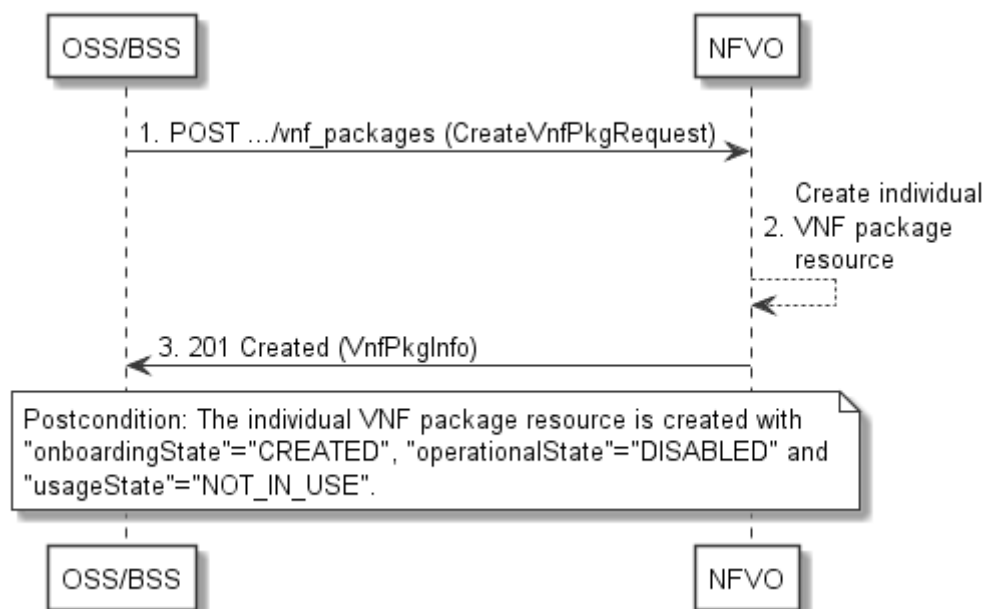 OSS/BSS
NFVO
1. POST .../vnf_packages (CreateVnfPkgRequest)
Create individual
2. VNF package
resource
3. 201 Created (VnfPkgInfo)
Postcondition: The individual VNF package resource is created with
"onboardingState"="CREATED", "operationalState"="DISABLED" and
"usageState"="NOT_IN_USE".
OSS/BSS
NFVO